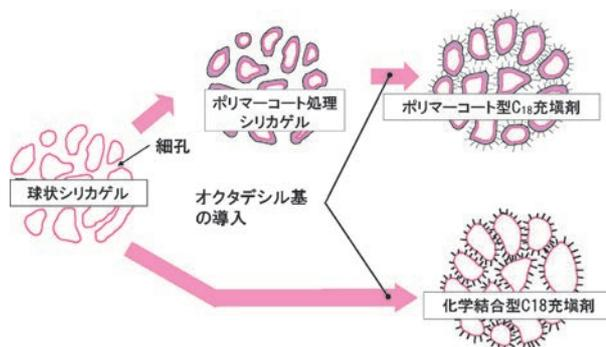 ポリマーコート処理
シリカゲル
ポリマーコート型C₁₈充填剤
細孔
球状シリカゲル
オクタデシル基
の導入
化学結合型C18充填剤